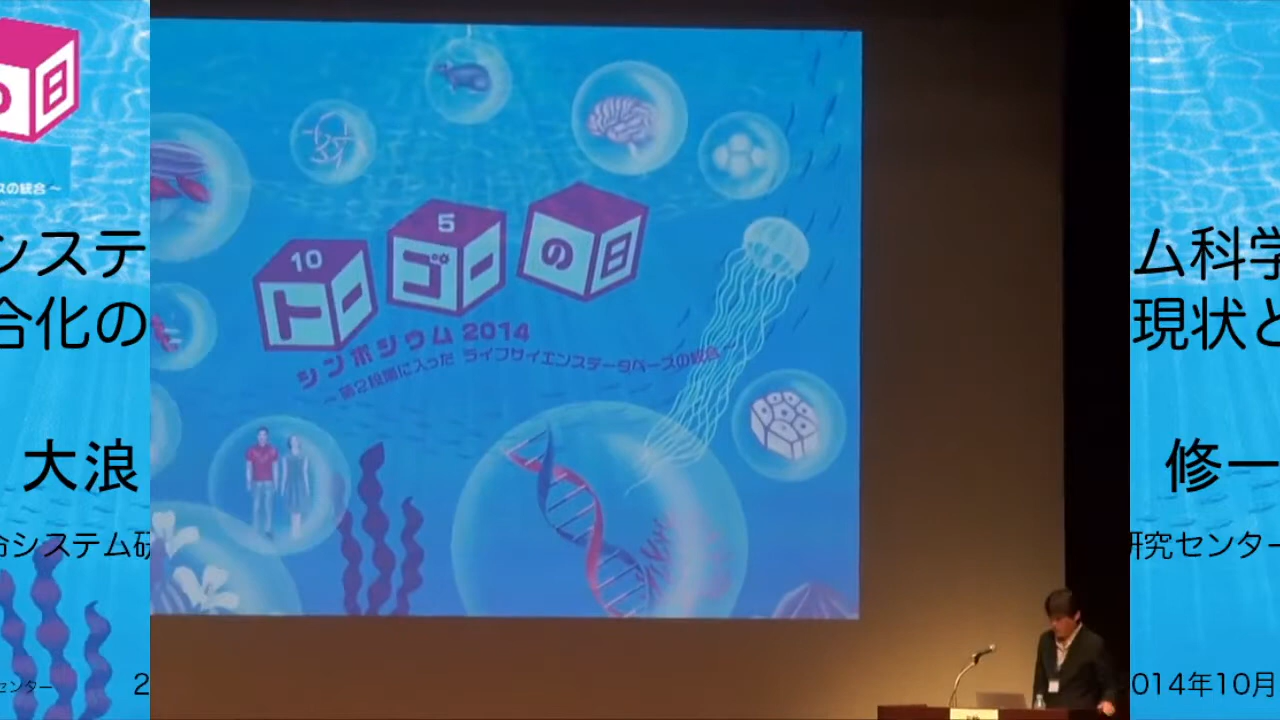 の日
スの統合〜
ンステ
ム科学
合化の
現状と
大浪
修一
命システム研
研究センター
センター
2
014年10月
10 5
トーゴーの日
シンポジウム 2014
〜第2段階に入った ライフサイエンスデータベースの統合〜